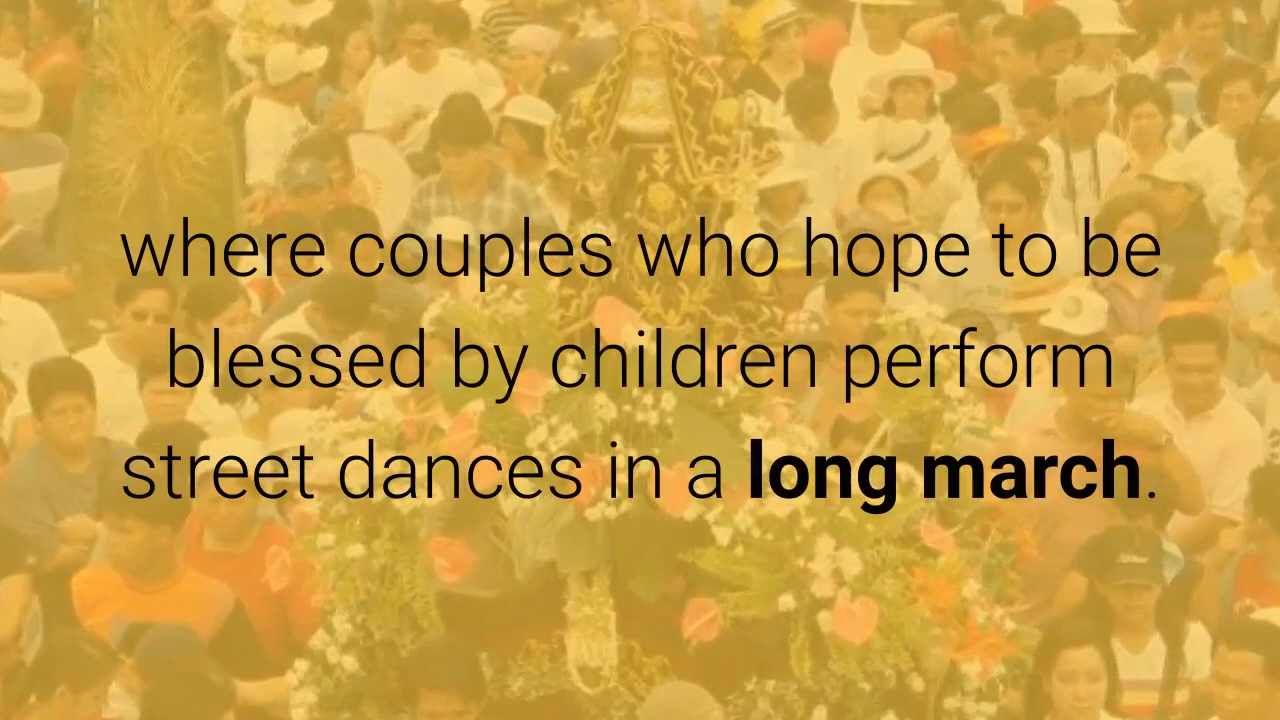 where couples who hope to be
blessed by children perform
street dances in a long march.